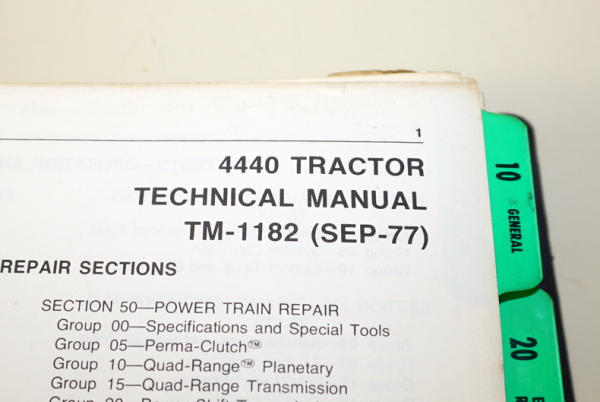 1
4440 TRACTOR
TECHNICAL MANUAL
TM-1182 (SEP-77)
REPAIR SECTIONS
SECTION 50—POWER TRAIN REPAIR
Group 00—Specifications and Special Tools
Group 05—Perma-Clutch™
Group 10—Quad-Range™ Planetary
Group 15—Quad-Range Transmission
10
GENERAL
20